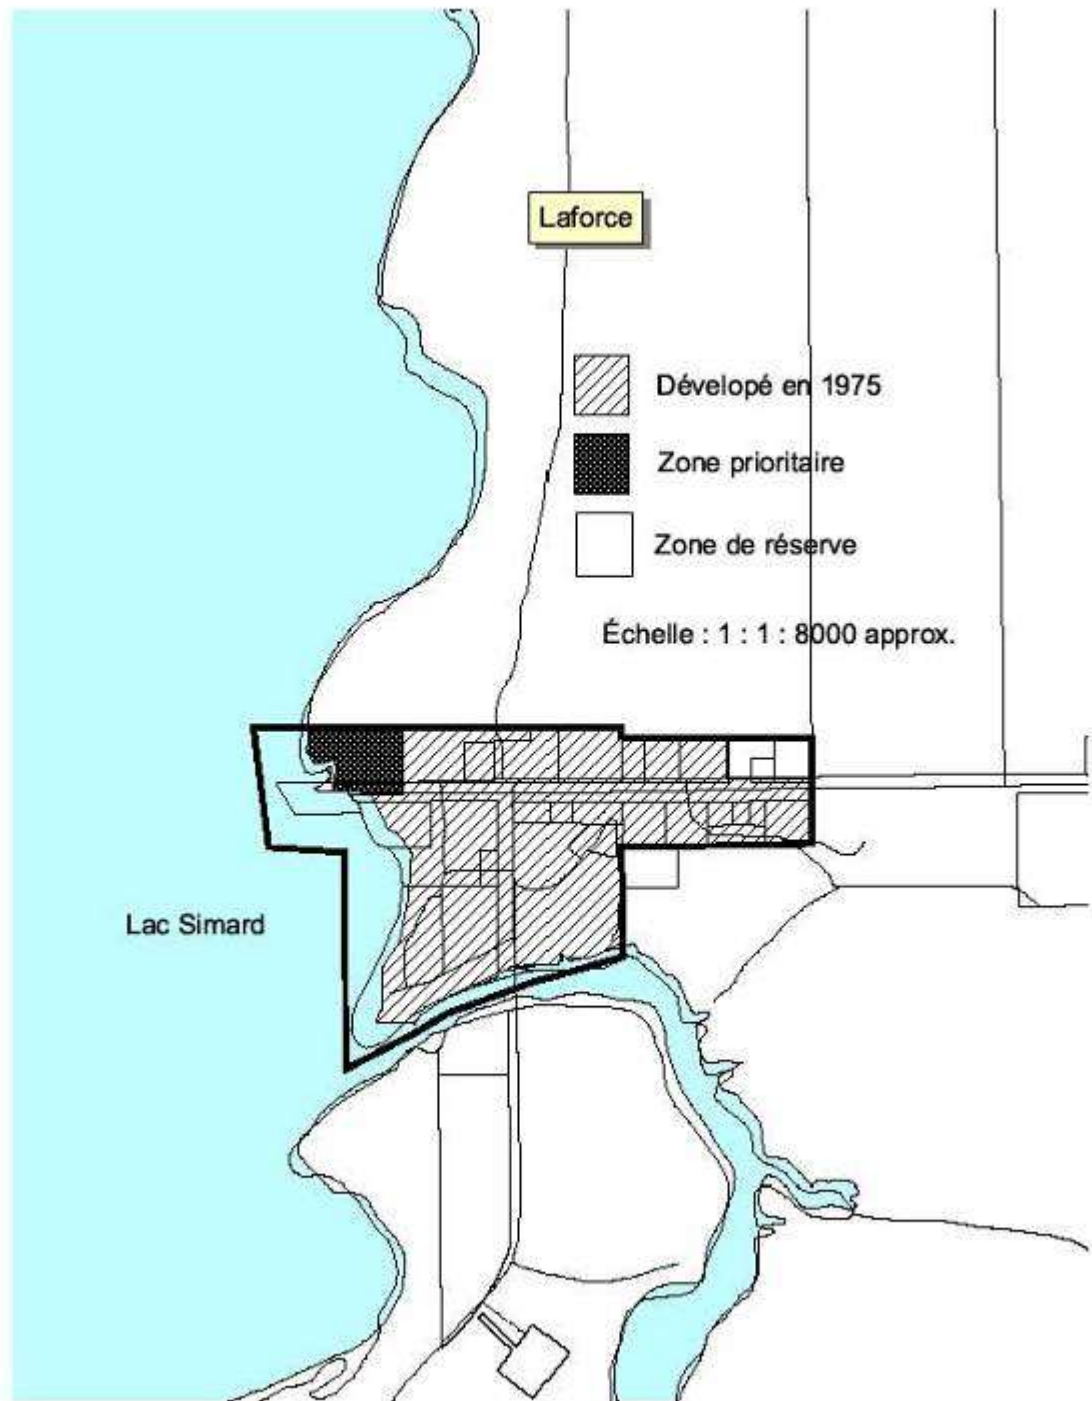 Laforce
Dévelopé en 1975
Zone prioritaire
Zone de réserve
Échelle : 1 : 1 : 8000 approx.
Lac Simard